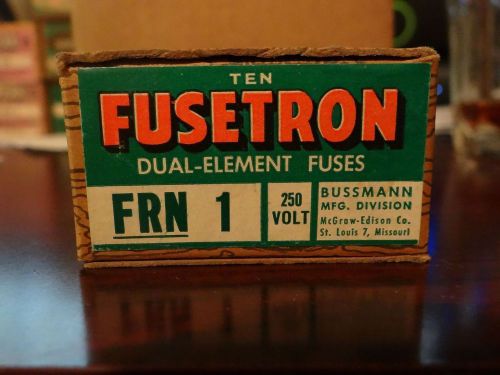 TEN
FUSETRON
DUAL-ELEMENT FUSES
FRN 1
250
VOLT
BUSSMANN
MFG. DIVISION
McGraw-Edison Co.
St. Louis 7, Missouri